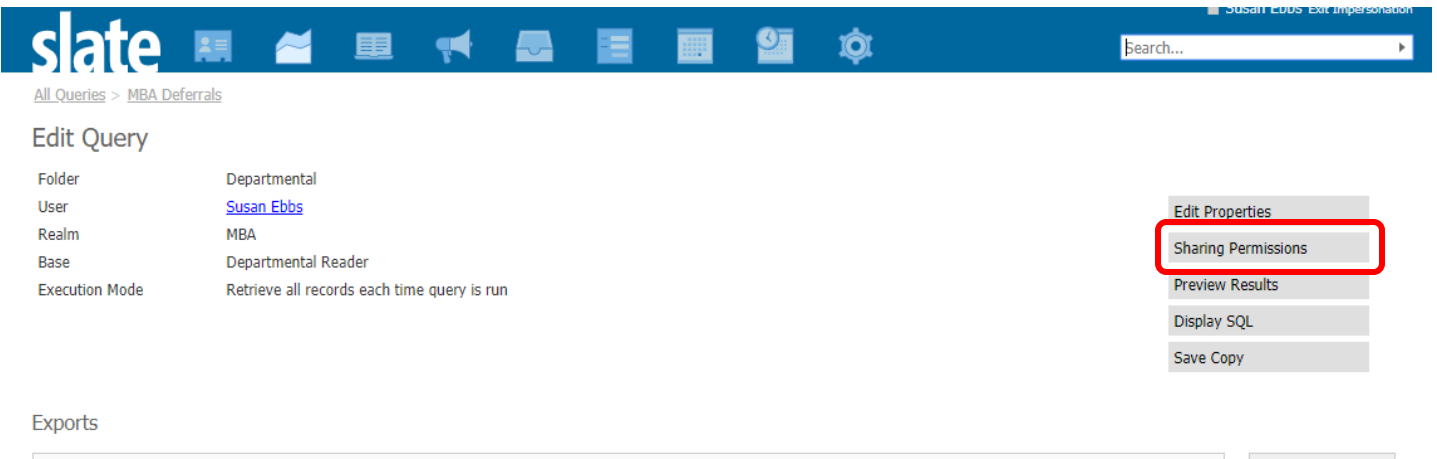 Susan Ebbs Exit Impersonation
slate
Search...
All Queries > MBA Deferrals
Edit Query
Folder Departmental
User Susan Ebbs
Realm MBA
Base Departmental Reader
Execution Mode Retrieve all records each time query is run
Edit Properties
Sharing Permissions
Preview Results
Display SQL
Save Copy
Exports